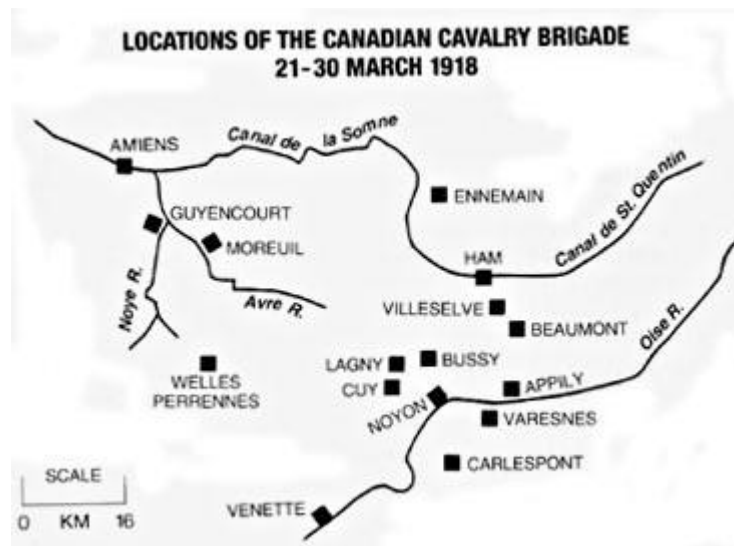 LOCATIONS OF THE CANADIAN CAVALRY BRIGADE
21-30 MARCH 1918
AMIENS
Canal de la Somne
ENNEMAIN
Canal de St. Quentin
GUYENCOURT
MOREUIL
HAM
Noye R.
Avre R.
VILLESELVE
BEAUMONT
Oise R.
WELLES
PERRENNES
LAGNY
BUSSY
CUY
NOYON
APPILY
VARESNES
CARLESPONT
SCALE
0 KM 16
VENETTE